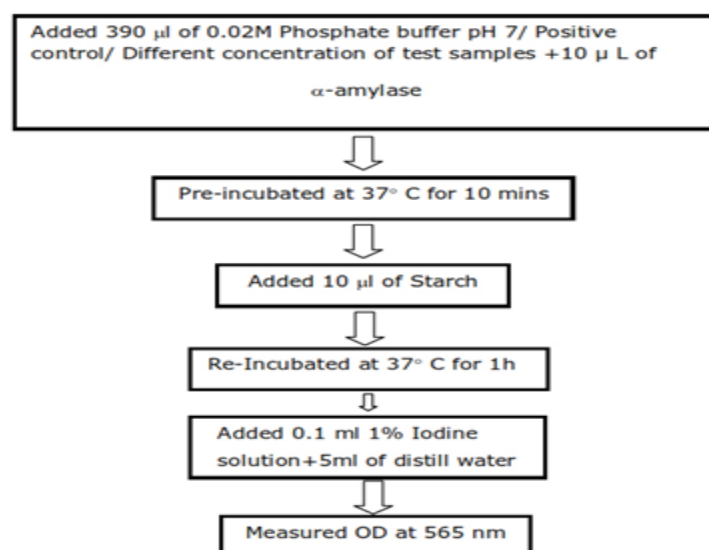 Added 390 µl of 0.02M Phosphate buffer pH 7/ Positive
control/ Different concentration of test samples +10 µ L of
α-amylase
Pre-incubated at 37° C for 10 mins
Added 10 µl of Starch
Re-Incubated at 37° C for 1h
Added 0.1 ml 1% Iodine
solution+5ml of distill water
Measured OD at 565 nm